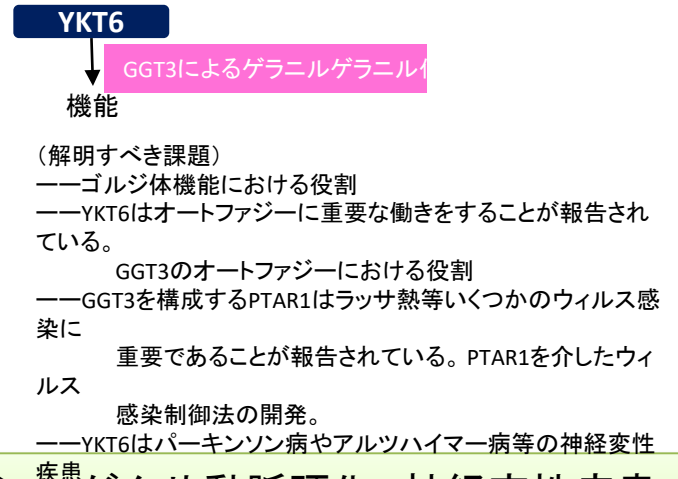 YKT6
GGT3によるゲラニルゲラニル
機能
（解明すべき課題）
ーーゴルジ体機能における役割
ーーYKT6はオートファジーに重要な働きをすることが報告され
ている。
GGT3のオートファジーにおける役割
ーーGGT3を構成するPTAR1はラッサ熱等いくつかのウィルス感
染に
重要であることが報告されている。PTAR1を介したウィ
ルス
感染制御法の開発。
ーーYKT6はパーキンソン病やアルツハイマー病等の神経変性
疾患